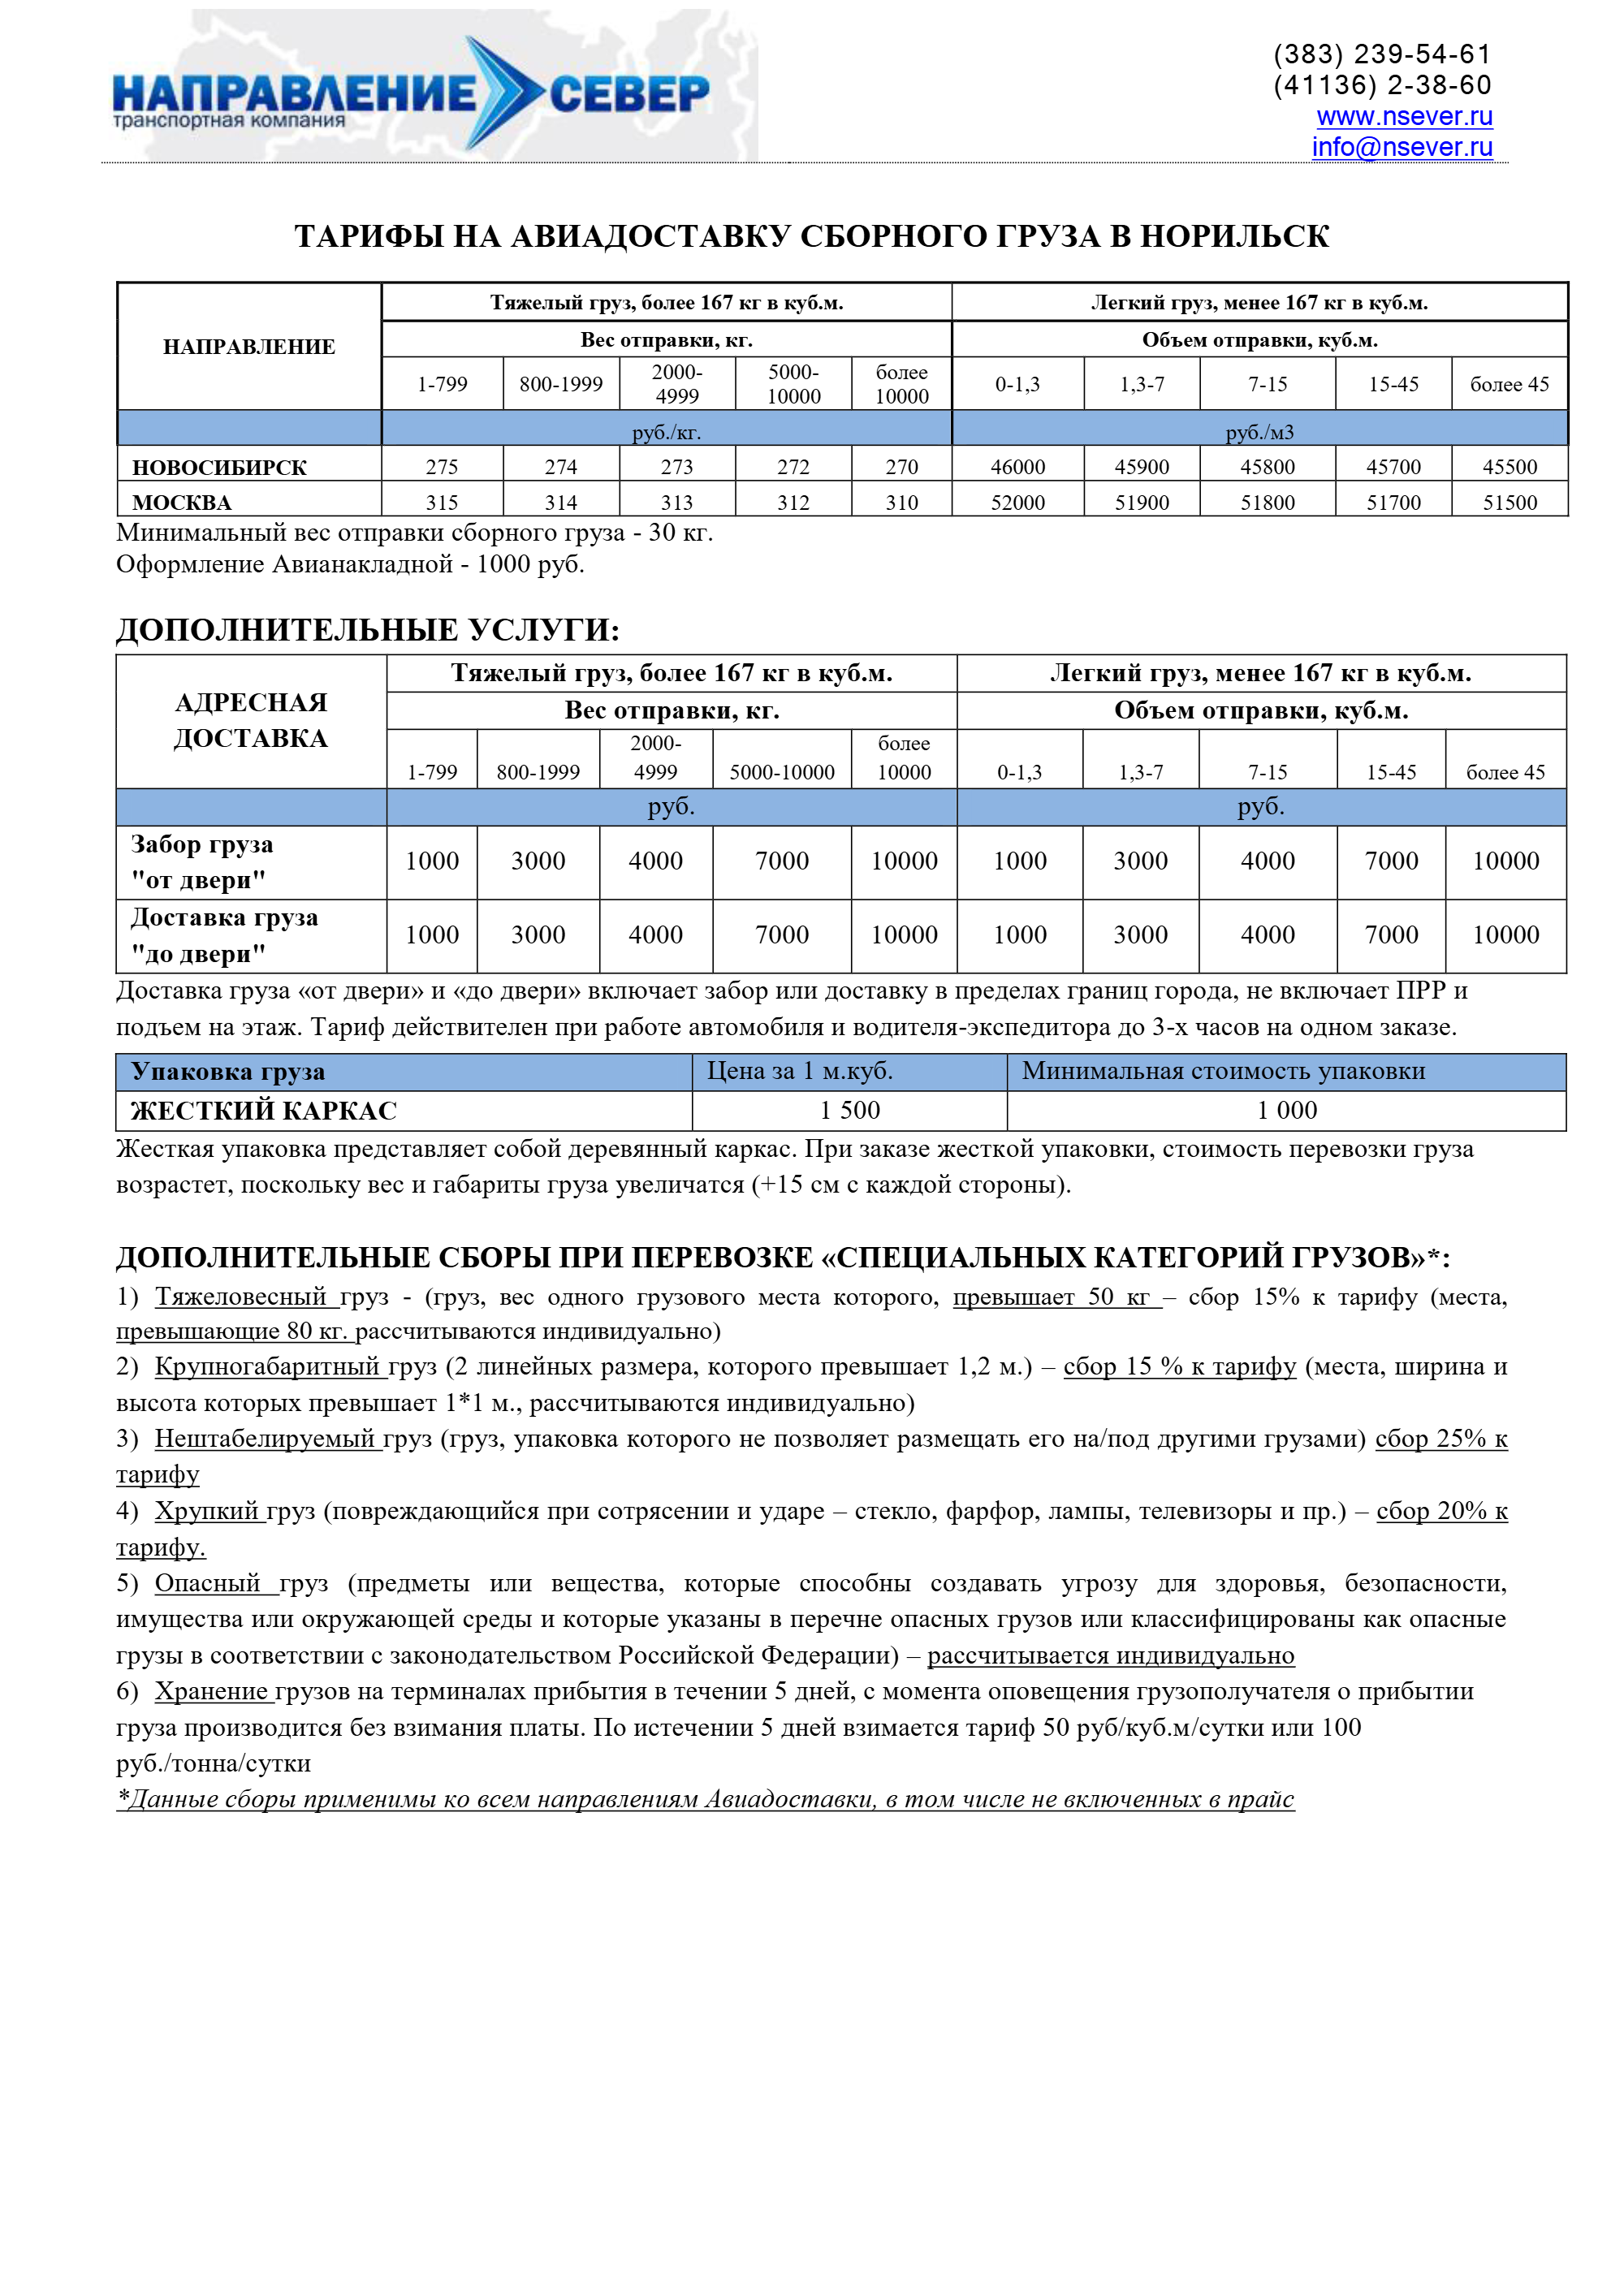 НАПРАВЛЕНИЕ СЕВЕР
транспортная компания
(383) 239-54-61
(41136) 2-38-60
www.nsever.ru
info@nsever.ru
ТАРИФЫ НА АВИАДОСТАВКУ СБОРНОГО ГРУЗА В НОРИЛЬСК
НАПРАВЛЕНИЕ
Тяжелый груз, более 167 кг в куб.м. Легкий груз, менее 167 кг в куб.м.
Вес отправки, кг. Объем отправки, куб.м.
1-799 800-1999 2000-4999 5000-10000 более 10000 0-1,3 1,3-7 7-15 15-45 более 45
руб./кг. руб./м3
НОВОСИБИРСК 275 274 273 272 270 46000 45900 45800 45700 45500
МОСКВА 315 314 313 312 310 52000 51900 51800 51700 51500
Минимальный вес отправки сборного груза - 30 кг.
Оформление Авианакладной - 1000 руб.
ДОПОЛНИТЕЛЬНЫЕ УСЛУГИ:
АДРЕСНАЯ ДОСТАВКА
Тяжелый груз, более 167 кг в куб.м. Легкий груз, менее 167 кг в куб.м.
Вес отправки, кг. Объем отправки, куб.м.
1-799 800-1999 2000-4999 5000-10000 более 10000 0-1,3 1,3-7 7-15 15-45 более 45
руб. руб.
Забор груза "от двери" 1000 3000 4000 7000 10000 1000 3000 4000 7000 10000
Доставка груза "до двери" 1000 3000 4000 7000 10000 1000 3000 4000 7000 10000
Доставка груза «от двери» и «до двери» включает забор или доставку в пределах границ города, не включает ПРР и
подъем на этаж. Тариф действителен при работе автомобиля и водителя-экспедитора до 3-х часов на одном заказе.
Упаковка груза Цена за 1 м.куб. Минимальная стоимость упаковки
ЖЕСТКИЙ КАРКАС 1 500 1 000
Жесткая упаковка представляет собой деревянный каркас. При заказе жесткой упаковки, стоимость перевозки груза
возрастет, поскольку вес и габариты груза увеличатся (+15 см с каждой стороны).
ДОПОЛНИТЕЛЬНЫЕ СБОРЫ ПРИ ПЕРЕВОЗКЕ «СПЕЦИАЛЬНЫХ КАТЕГОРИЙ ГРУЗОВ»*:
1) Тяжеловесный груз - (груз, вес одного грузового места которого, превышает 50 кг – сбор 15% к тарифу (места,
превышающие 80 кг. рассчитываются индивидуально)
2) Крупногабаритный груз (2 линейных размера, которого превышает 1,2 м.) – сбор 15 % к тарифу (места, ширина и
высота которых превышает 1*1 м., рассчитываются индивидуально)
3) Нештабелируемый груз (груз, упаковка которого не позволяет размещать его на/под другими грузами) сбор 25% к
тарифу
4) Хрупкий груз (повреждающийся при сотрясении и ударе – стекло, фарфор, лампы, телевизоры и пр.) – сбор 20% к
тарифу.
5) Опасный груз (предметы или вещества, которые способны создавать угрозу для здоровья, безопасности,
имущества или окружающей среды и которые указаны в перечне опасных грузов или классифицированы как опасные
грузы в соответствии с законодательством Российской Федерации) – рассчитывается индивидуально
6) Хранение грузов на терминалах прибытия в течении 5 дней, с момента оповещения грузополучателя о прибытии
груза производится без взимания платы. По истечении 5 дней взимается тариф 50 руб/куб.м/сутки или 100
руб./тонна/сутки
*Данные сборы применимы ко всем направлениям Авиадоставки, в том числе не включенных в прайс